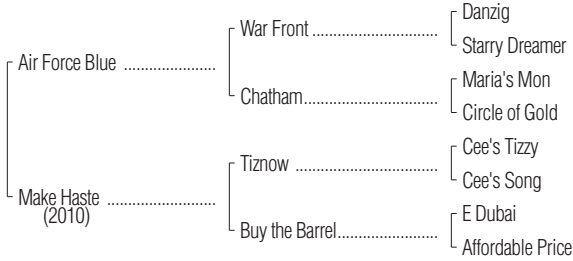 Danzig
War Front
Starry Dreamer
Air Force Blue
Maria's Mon
Chatham
Circle of Gold
Cee's Tizzy
Tiznow
Cee's Song
Make Haste
(2010)
E Dubai
Buy the Barrel
Affordable Price